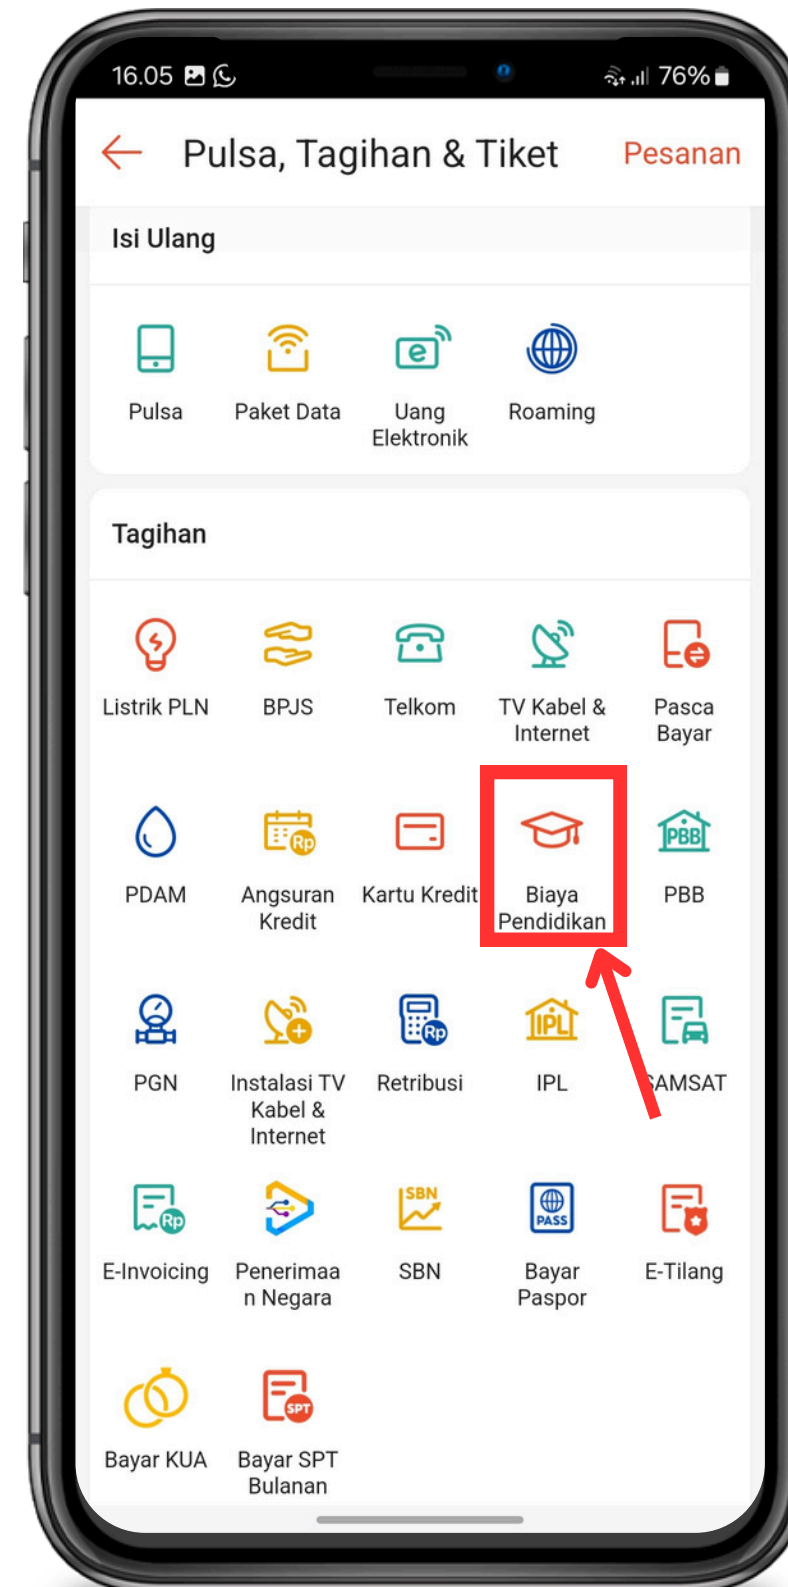 16.05 76%
Pulsa, Tagihan & Tiket Pesanan
Isi Ulang
Pulsa Paket Data Uang Roaming
Elektronik
Tagihan
Listrik PLN BPJS Telkom TV Kabel & Pasca
Internet Bayar
PBB
Rp
PDAM Angsuran Kartu Kredit Biaya PBB
Kredit Pendidikan
Rp IPL
PGN Instalasi TV Retribusi IPL SAMSAT
Kabel &
Internet
Rp SBN PASS
E-Invoicing Penerimaa SBN Bayar E-Tilang
n Negara Paspor
SPT
Bayar KUA Bayar SPT
Bulanan